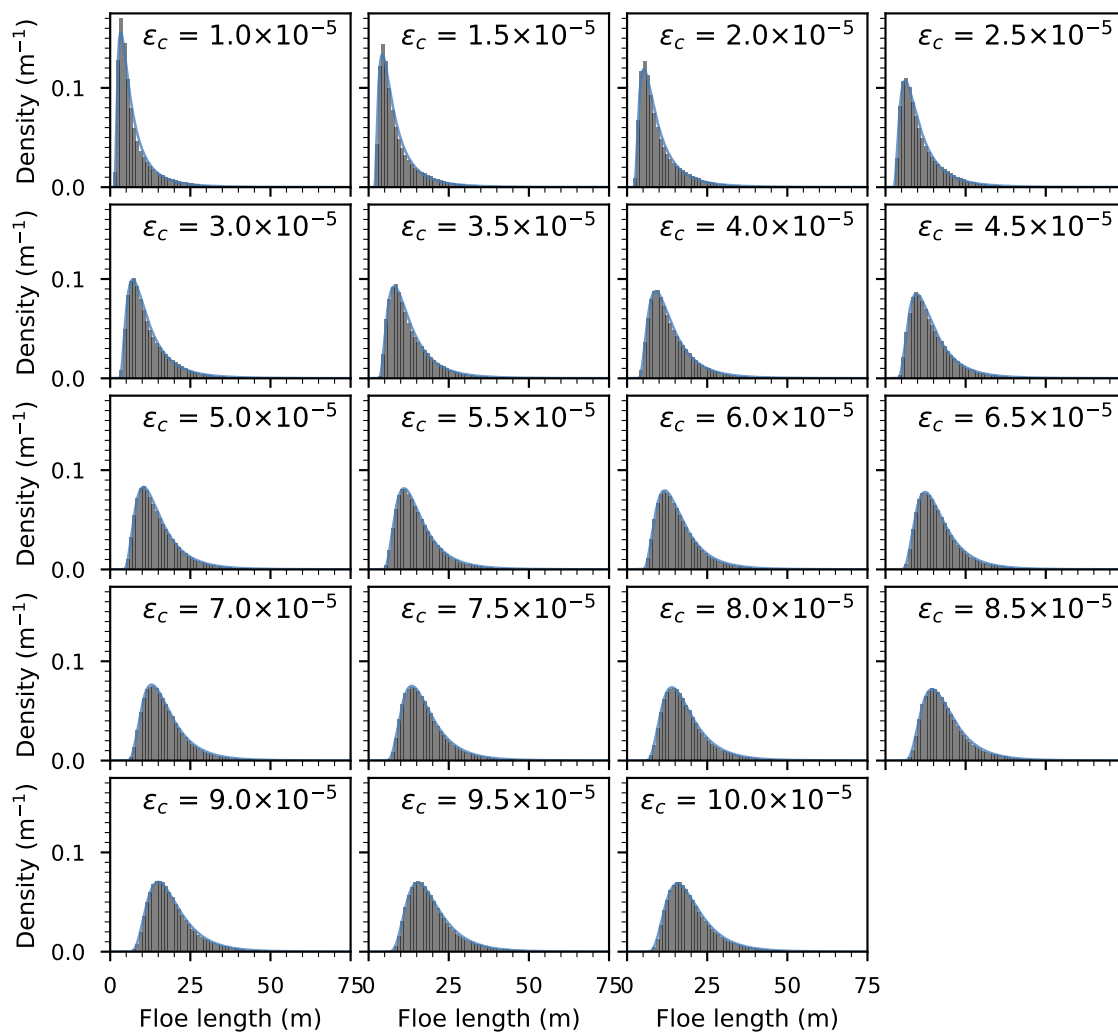 ε_c = 1.0×10⁻⁵ ε_c = 1.5×10⁻⁵ ε_c = 2.0×10⁻⁵ ε_c = 2.5×10⁻⁵
Density (m⁻¹)
0.1
0.0
ε_c = 3.0×10⁻⁵ ε_c = 3.5×10⁻⁵ ε_c = 4.0×10⁻⁵ ε_c = 4.5×10⁻⁵
Density (m⁻¹)
0.1
0.0
ε_c = 5.0×10⁻⁵ ε_c = 5.5×10⁻⁵ ε_c = 6.0×10⁻⁵ ε_c = 6.5×10⁻⁵
Density (m⁻¹)
0.1
0.0
ε_c = 7.0×10⁻⁵ ε_c = 7.5×10⁻⁵ ε_c = 8.0×10⁻⁵ ε_c = 8.5×10⁻⁵
Density (m⁻¹)
0.1
0.0
ε_c = 9.0×10⁻⁵ ε_c = 9.5×10⁻⁵ ε_c = 10.0×10⁻⁵
Density (m⁻¹)
0.1
0.0
0 25 50 75 0 25 50 75 0 25 50 75
Floe length (m) Floe length (m) Floe length (m)